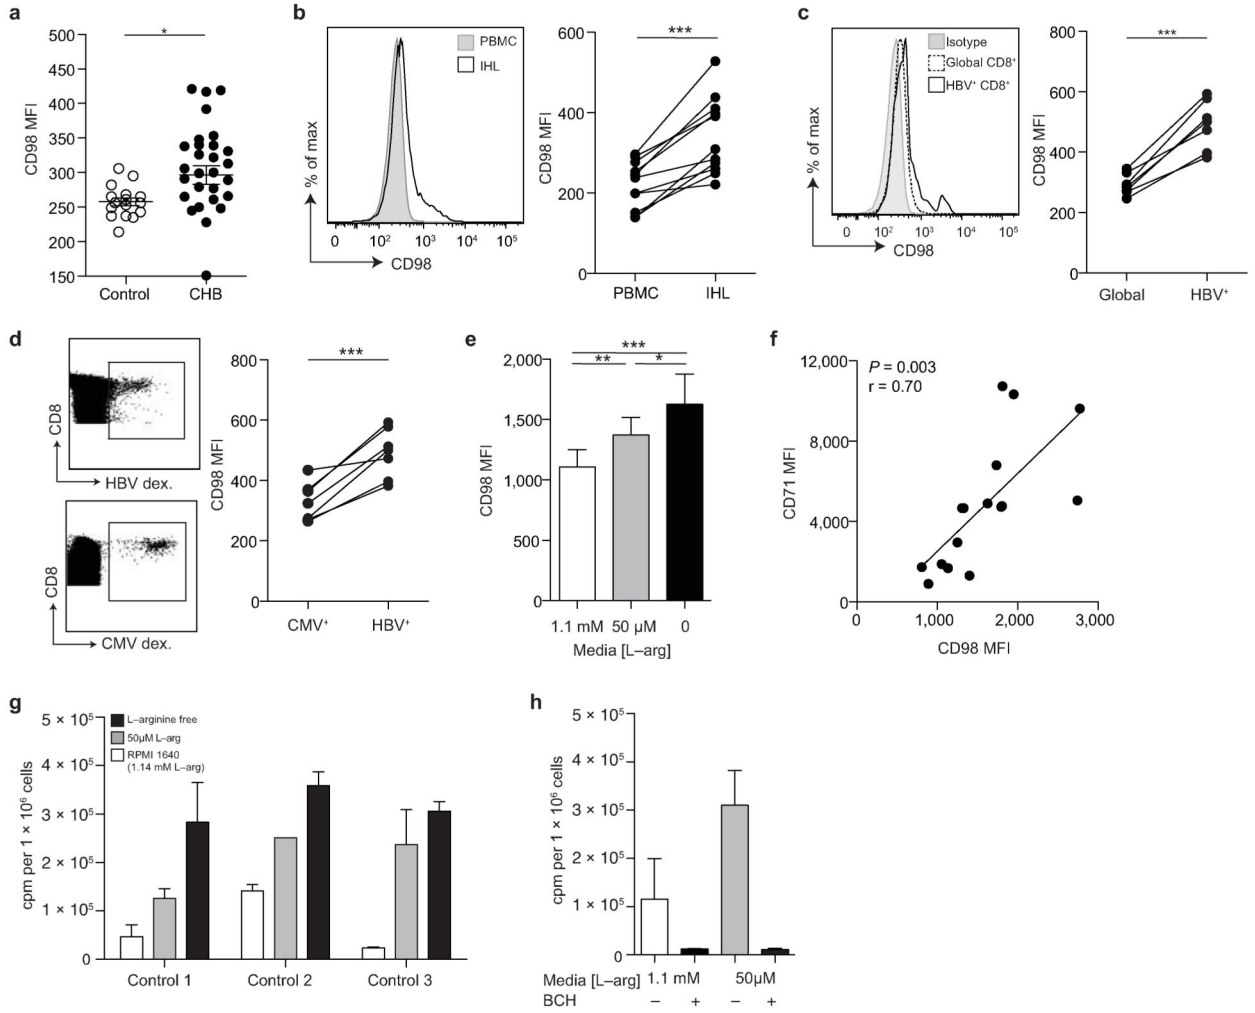 a
500
450
400
350
300
250
200
150
CD98 MFI
*
Control
CHB
b
% of max
PBMC
IHL
0
10²
10³
10⁴
10⁵
CD98
600
400
200
0
CD98 MFI
***
PBMC
IHL
c
% of max
Isotype
Global CD8⁺
HBV⁺ CD8⁺
0
10²
10³
10⁴
10⁵
CD98
800
600
400
200
0
CD98 MFI
***
Global
HBV⁺
d
CD8
HBV dex.
CD8
CMV dex.
800
600
400
200
0
CD98 MFI
***
CMV⁺
HBV⁺
e
2,000
1,500
1,000
500
0
CD98 MFI
***
**
*
1.1 mM
50 µM
0
Media [L–arg]
f
12,000
8,000
4,000
0
CD71 MFI
P = 0.003
r = 0.70
0
1,000
2,000
3,000
CD98 MFI
g
5 × 10⁵
4 × 10⁵
3 × 10⁵
2 × 10⁵
1 × 10⁵
0
cpm per 1 × 10⁶ cells
L–arginine free
50µM L–arg
RPMI 1640
(1.14 mM L–arg)
Control 1
Control 2
Control 3
h
5 × 10⁵
4 × 10⁵
3 × 10⁵
2 × 10⁵
1 × 10⁵
0
cpm per 1 × 10⁶ cells
Media [L–arg] 1.1 mM 50µM
BCH – + – +